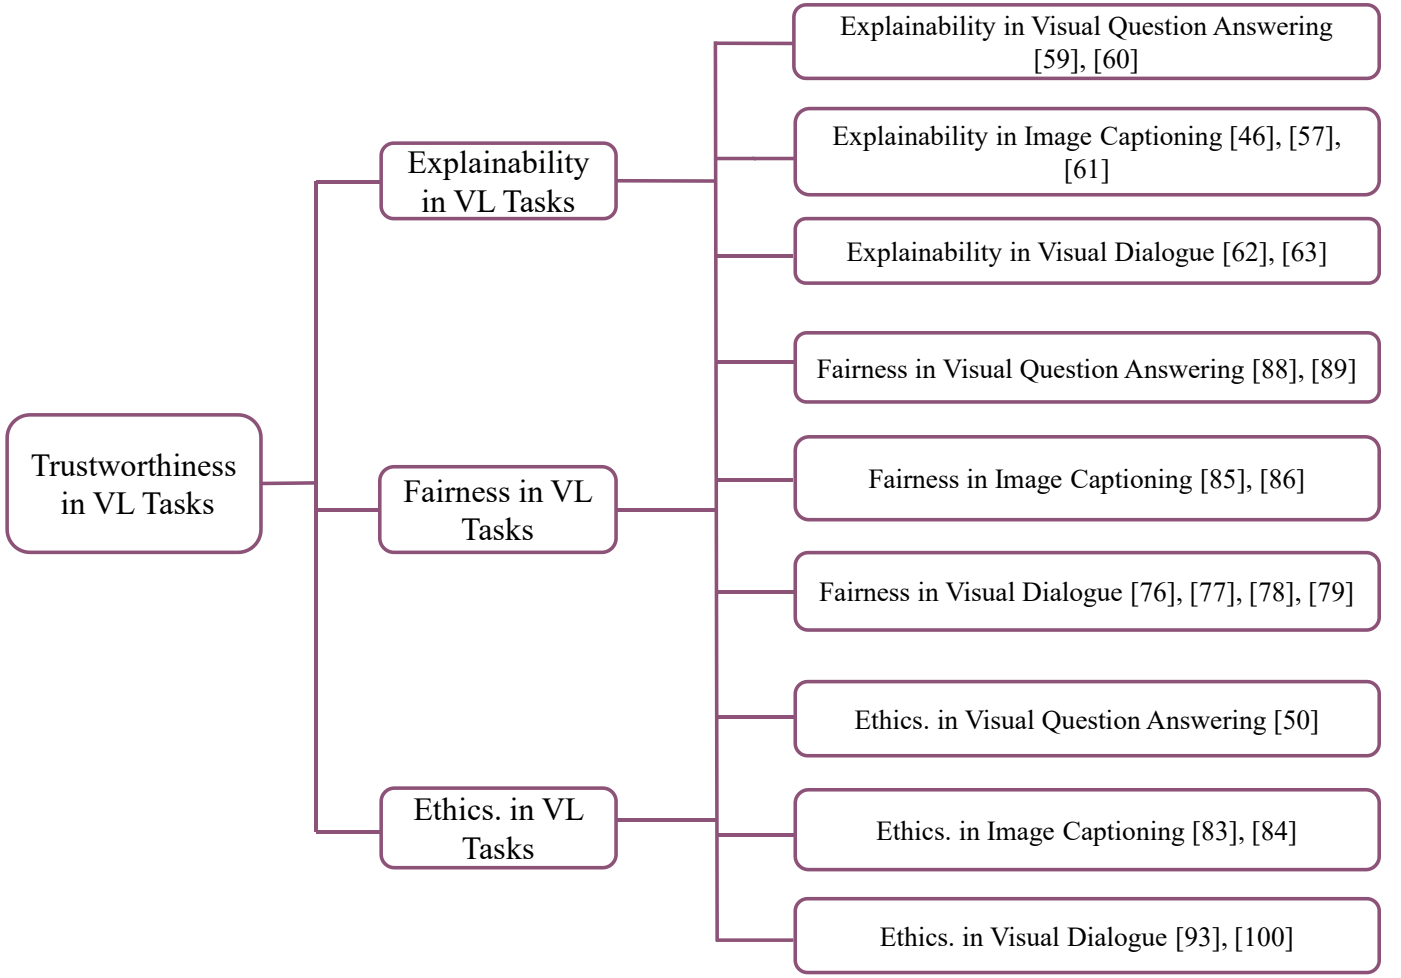 Trustworthiness
in VL Tasks
Explainability
in VL Tasks
Fairness in VL
Tasks
Ethics. in VL
Tasks
Explainability in Visual Question Answering
[59], [60]
Explainability in Image Captioning [46], [57],
[61]
Explainability in Visual Dialogue [62], [63]
Fairness in Visual Question Answering [88], [89]
Fairness in Image Captioning [85], [86]
Fairness in Visual Dialogue [76], [77], [78], [79]
Ethics. in Visual Question Answering [50]
Ethics. in Image Captioning [83], [84]
Ethics. in Visual Dialogue [93], [100]